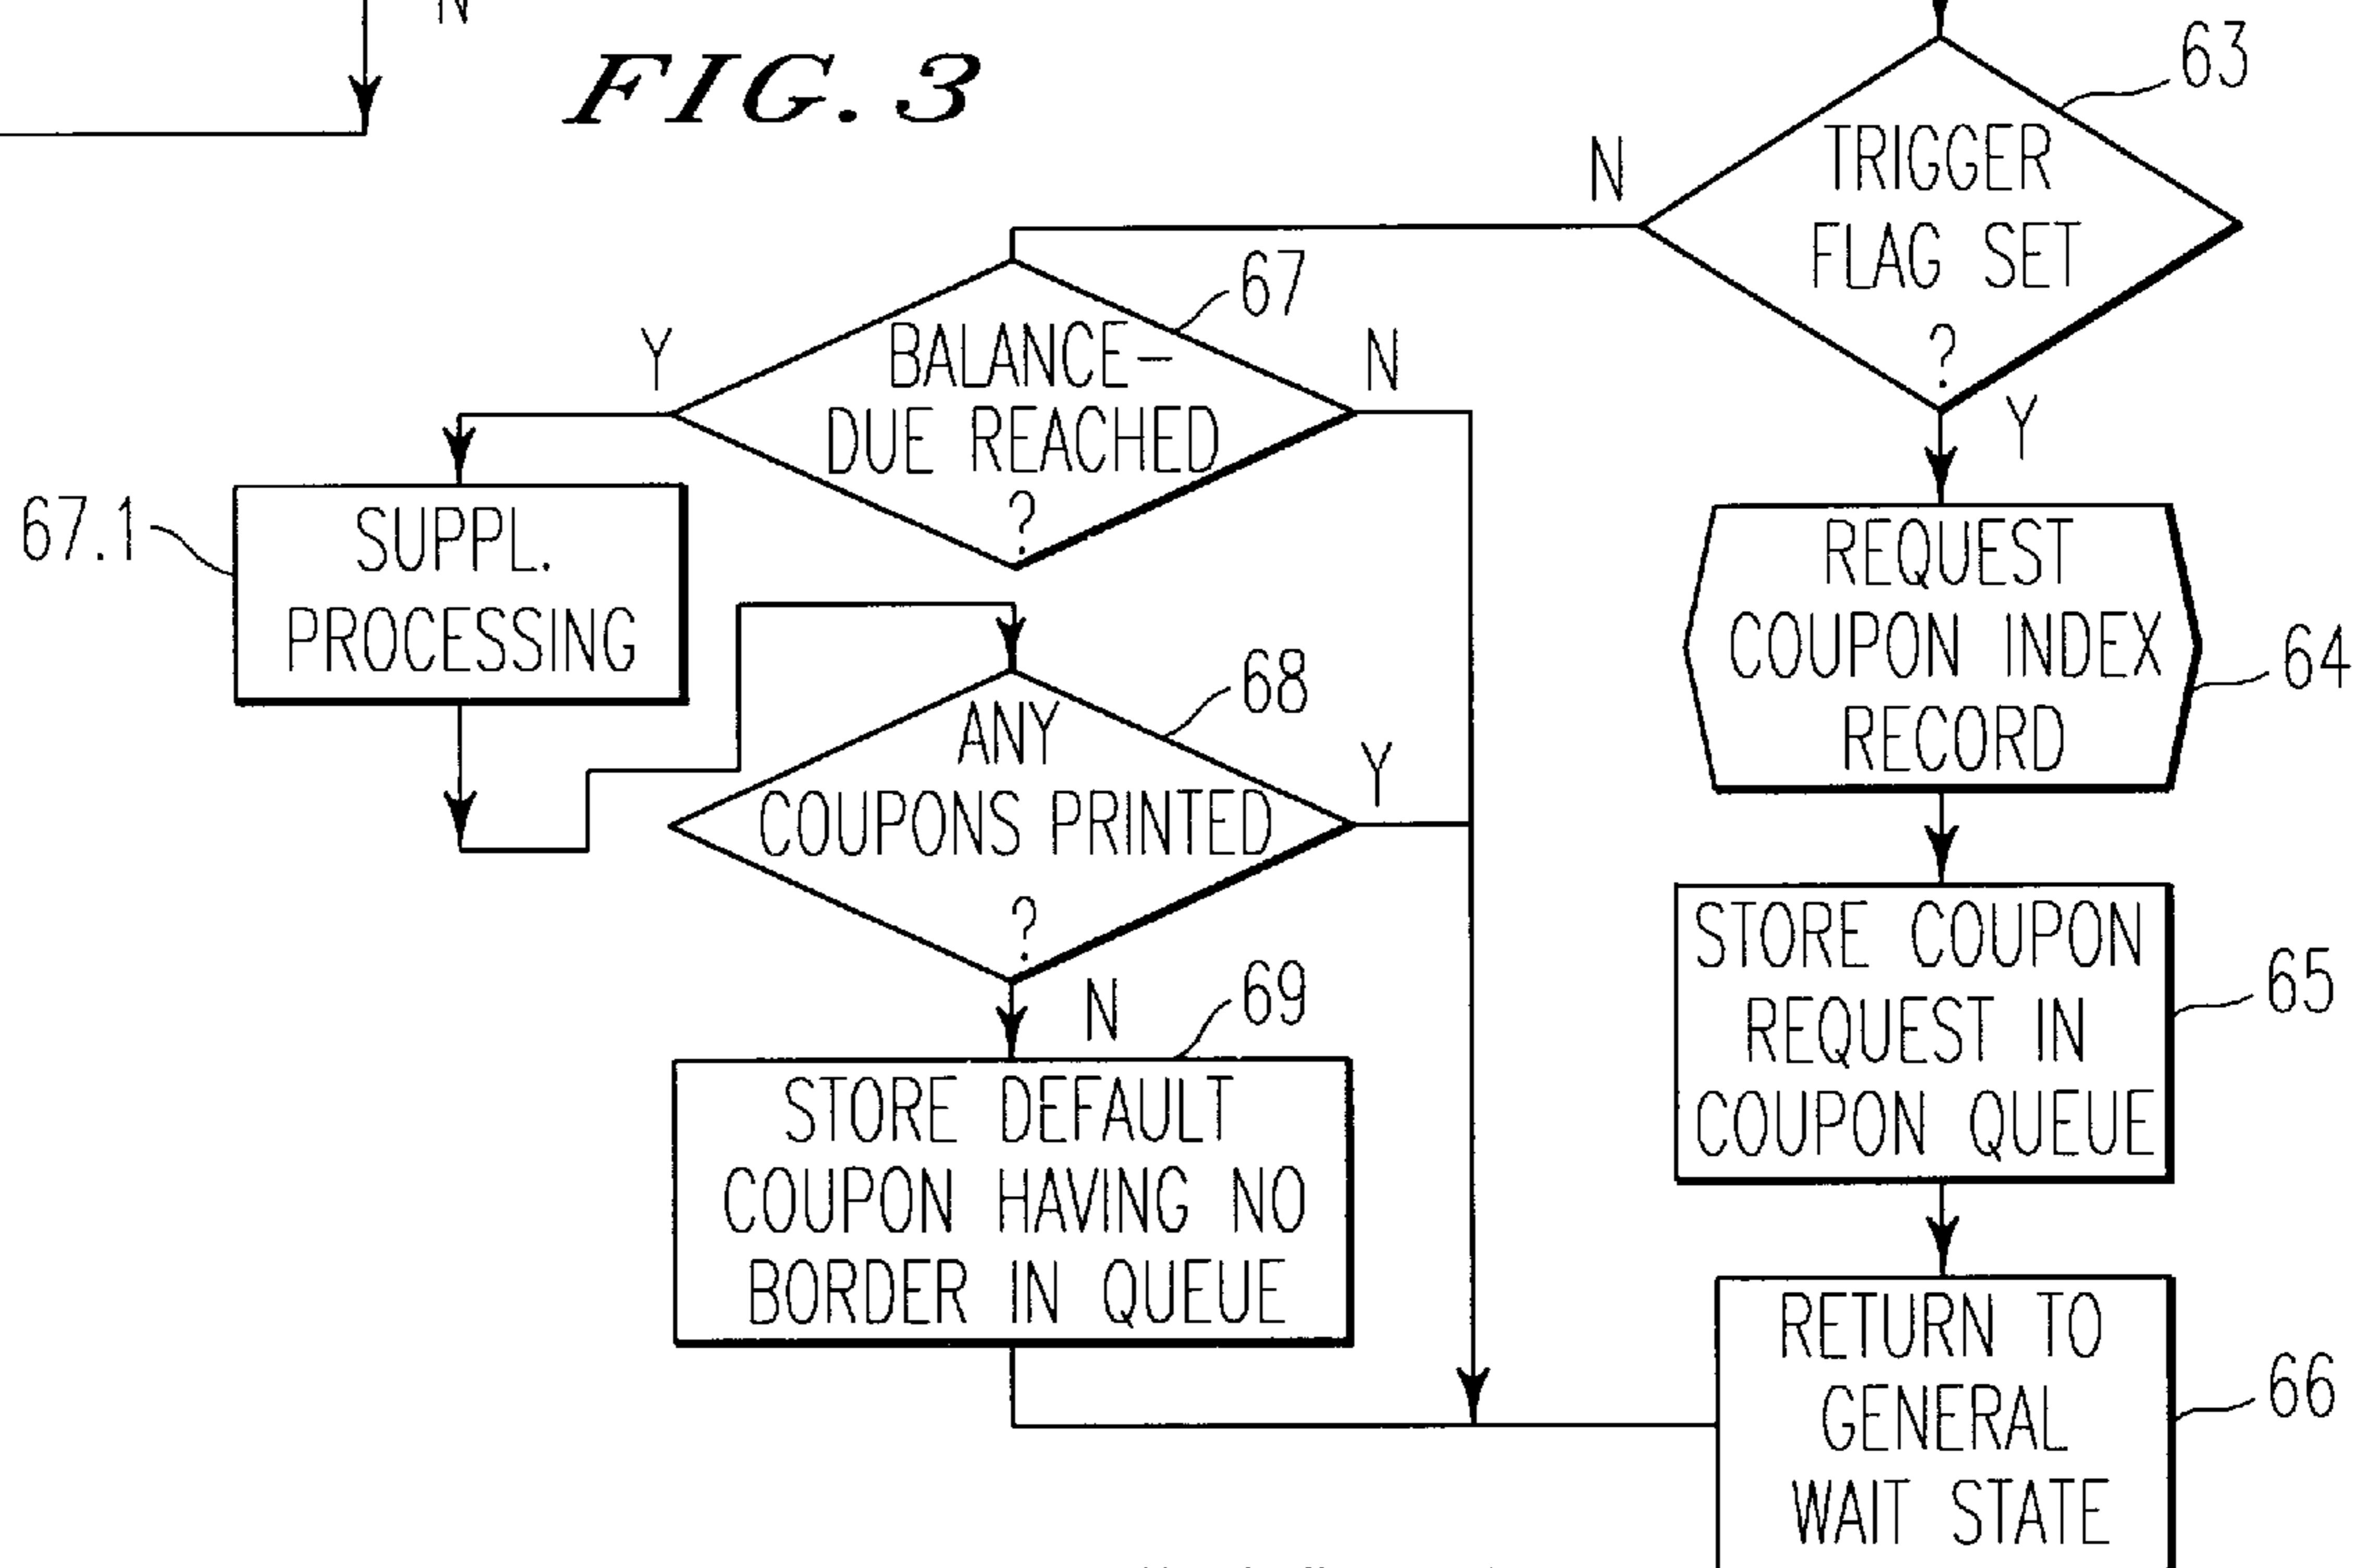 N
FIG. 3
63
TRIGGER
FLAG SET
?
N
Y
67
BALANCE-
DUE REACHED
?
Y
N
67.1
SUPPL.
PROCESSING
68
ANY
COUPONS PRINTED
?
Y
N
69
STORE DEFAULT
COUPON HAVING NO
BORDER IN QUEUE
REQUEST
COUPON INDEX
RECORD
64
STORE COUPON
REQUEST IN
COUPON QUEUE
65
RETURN TO
GENERAL
WAIT STATE
66